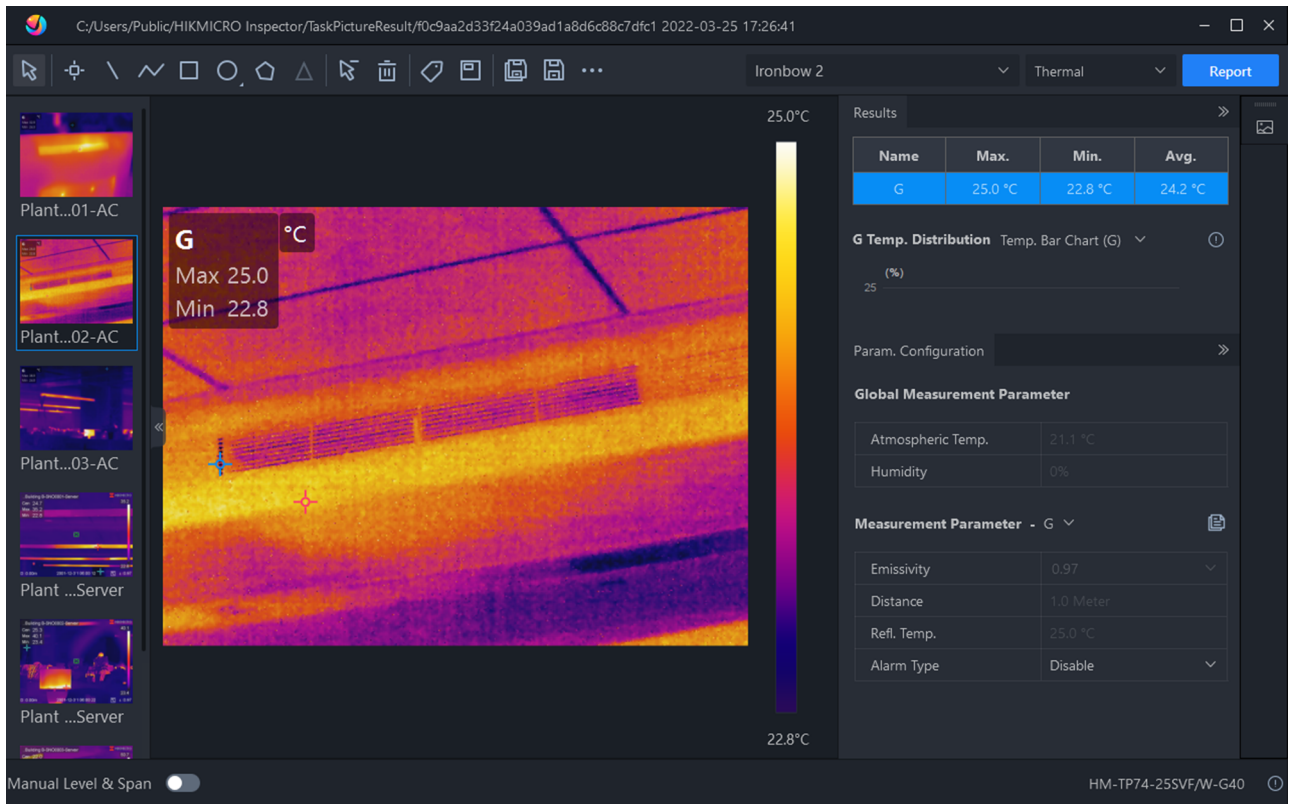 C:/Users/Public/HIKMICRO Inspector/TaskPictureResult/f0c9aa2d33f24a039ad1a8d6c88c7dfc1 2022-03-25 17:26:41
Ironbow 2
Thermal
Report
Plant...01-AC
Plant...02-AC
Plant...03-AC
Plant ...Server
Plant ...Server
25.0°C
G
°C
Max 25.0
Min 22.8
22.8°C
Results
Name Max. Min. Avg.
G 25.0 °C 22.8 °C 24.2 °C
G Temp. Distribution Temp. Bar Chart (G)
(%)
25
Param. Configuration
Global Measurement Parameter
Atmospheric Temp. 21.1 °C
Humidity 0%
Measurement Parameter - G
Emissivity 0.97
Distance 1.0 Meter
Refl. Temp. 25.0 °C
Alarm Type Disable
Manual Level & Span
HM-TP74-25SVF/W-G40